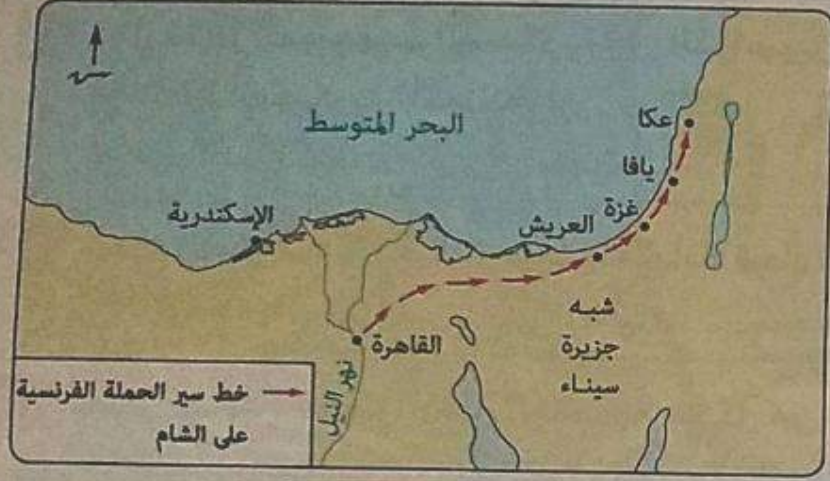 س
البحر المتوسط
عكا
يافا
غزة
العريش
الإسكندرية
القاهرة
شبه
جزيرة
سيناء
نهر النيل
خط سير الحملة الفرنسية
على الشام